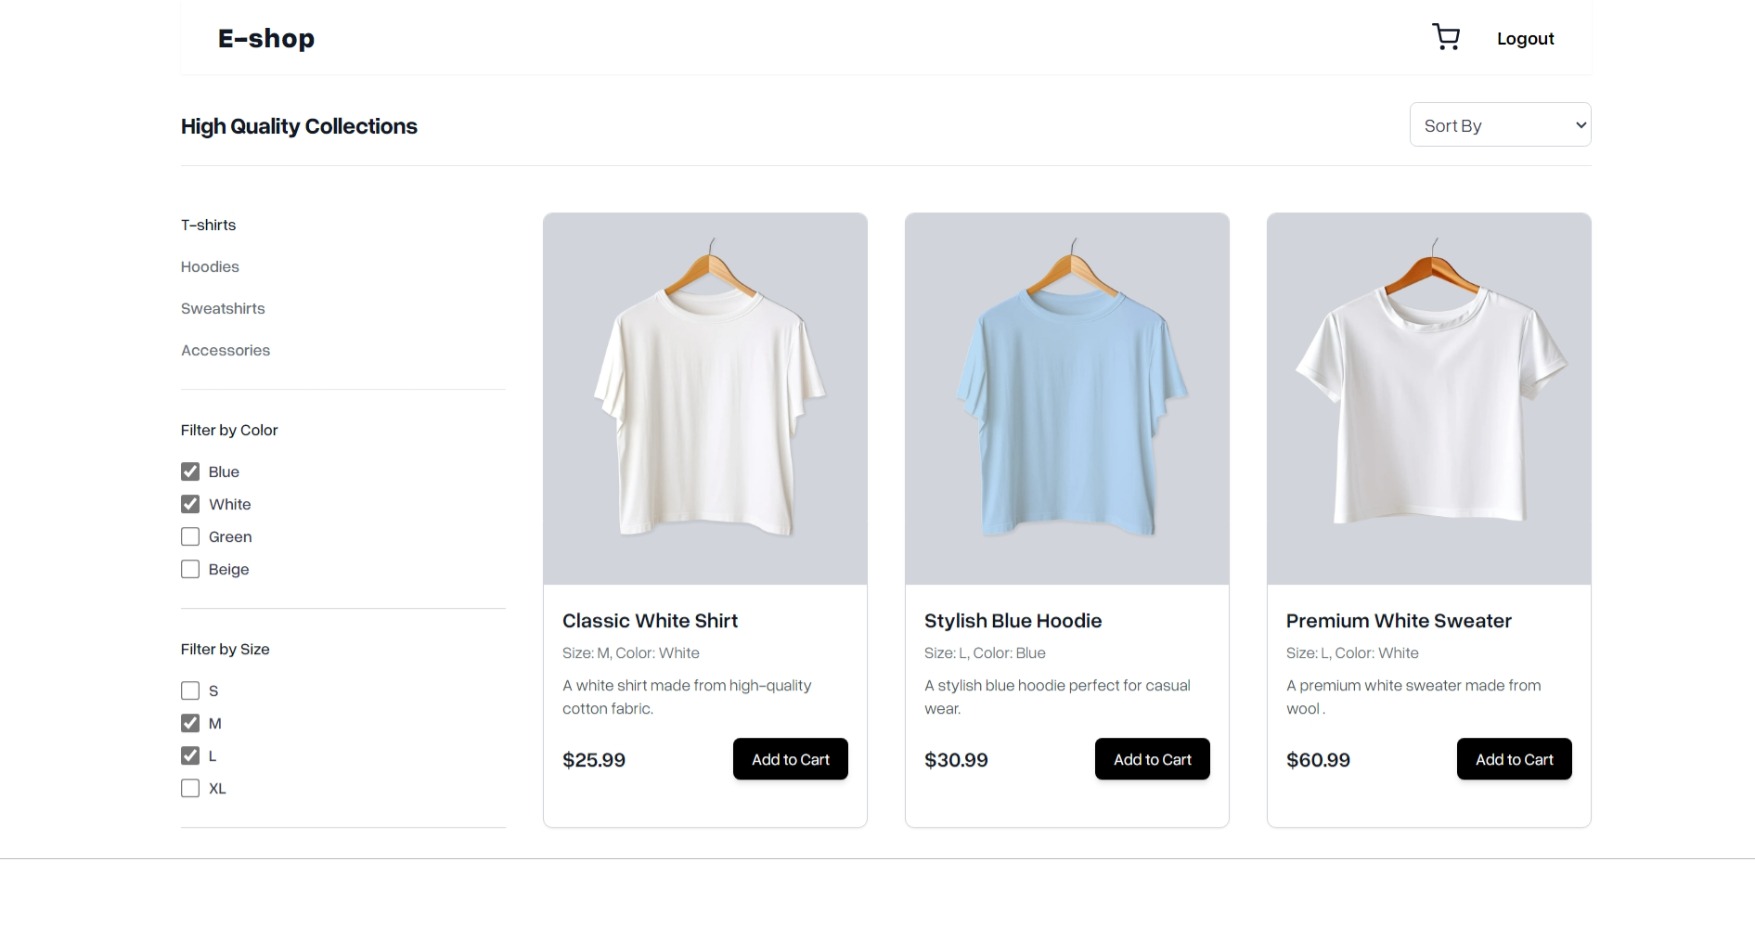 E-shop
Logout
High Quality Collections
Sort By
T-shirts
Hoodies
Sweatshirts
Accessories
Filter by Color
Blue
White
Green
Beige
Filter by Size
S
M
L
XL
Classic White Shirt
Size: M, Color: White
A white shirt made from high-quality
cotton fabric.
$25.99
Add to Cart
Stylish Blue Hoodie
Size: L, Color: Blue
A stylish blue hoodie perfect for casual
wear.
$30.99
Add to Cart
Premium White Sweater
Size: L, Color: White
A premium white sweater made from
wool .
$60.99
Add to Cart